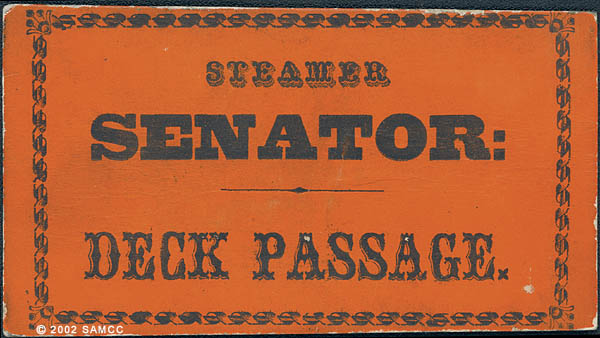 STEAMER
SENATOR:
DECK PASSAGE.
© 2002 SAMCC